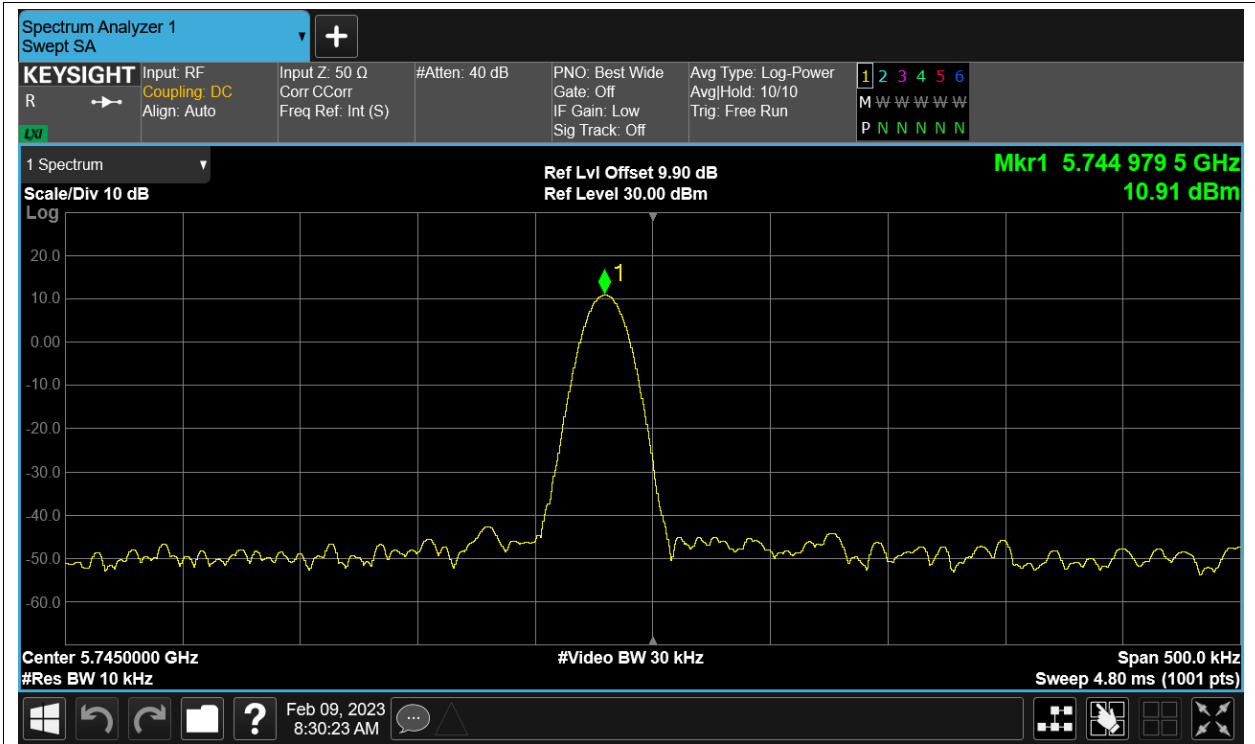 Spectrum Analyzer 1
Swept SA
KEYSIGHT
R
LXI
Input: RF
Coupling: DC
Align: Auto
Input Z: 50 Ω
Corr CCorr
Freq Ref: Int (S)
#Atten: 40 dB
PNO: Best Wide
Gate: Off
IF Gain: Low
Sig Track: Off
Avg Type: Log-Power
Avg|Hold: 10/10
Trig: Free Run
1 2 3 4 5 6
M W W W W W
P N N N N N
1 Spectrum
Scale/Div 10 dB
Log
Ref Lvl Offset 9.90 dB
Ref Level 30.00 dBm
Mkr1 5.744 979 5 GHz
10.91 dBm
1
20.0
10.0
0.00
-10.0
-20.0
-30.0
-40.0
-50.0
-60.0
Center 5.7450000 GHz
#Video BW 30 kHz
Span 500.0 kHz
#Res BW 10 kHz
Sweep 4.80 ms (1001 pts)
?
Feb 09, 2023
8:30:23 AM